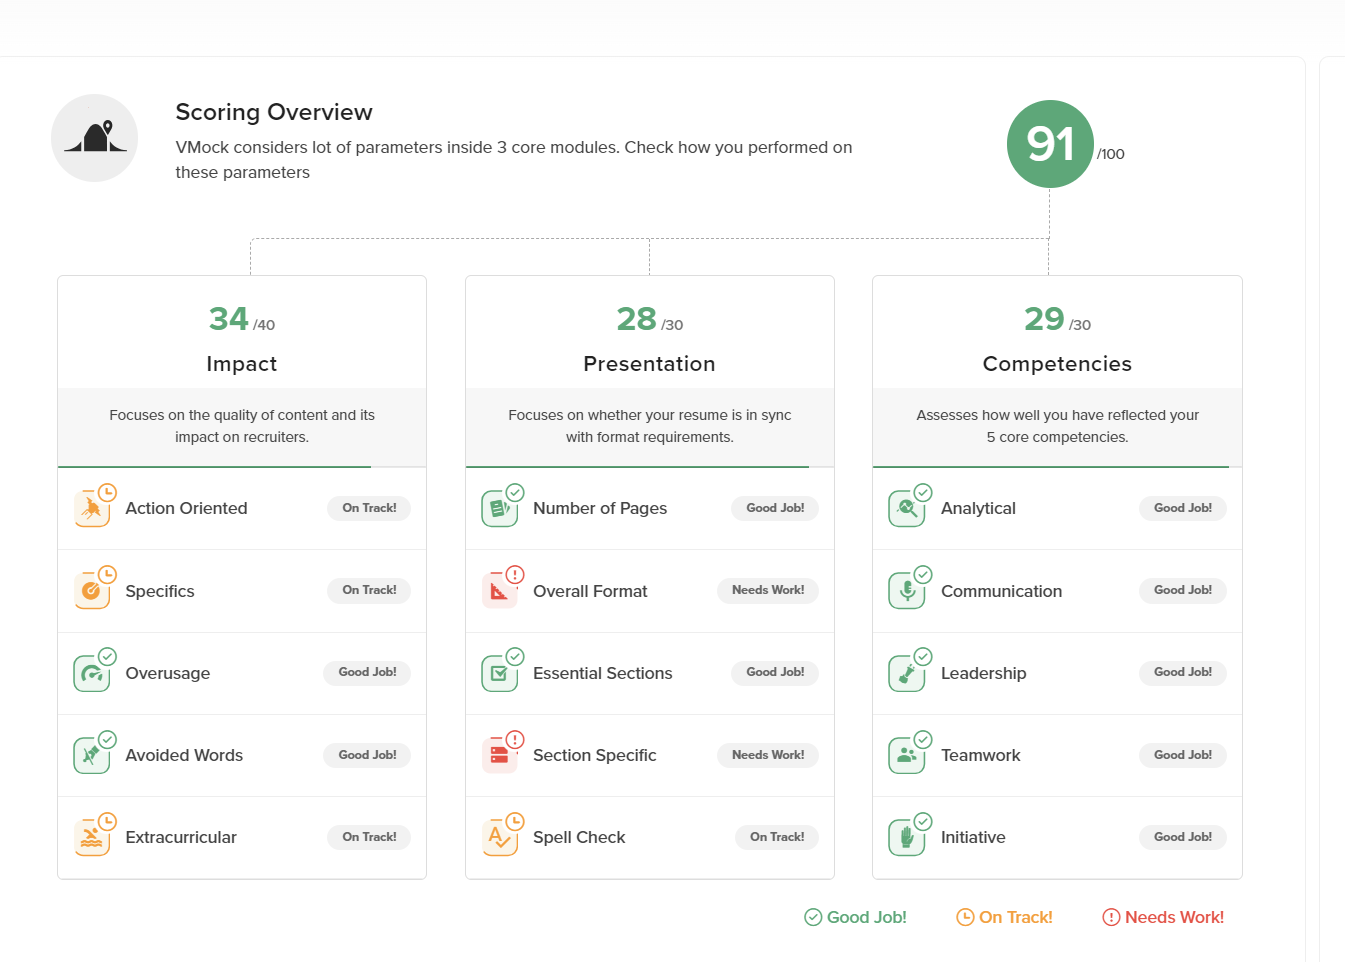 Scoring Overview
VMock considers lot of parameters inside 3 core modules. Check how you performed on
these parameters
91 /100
34 /40
Impact
Focuses on the quality of content and its
impact on recruiters.
Action Oriented
On Track!
Specifics
On Track!
Overusage
Good Job!
Avoided Words
Good Job!
Extracurricular
On Track!
28 /30
Presentation
Focuses on whether your resume is in sync
with format requirements.
Number of Pages
Good Job!
Overall Format
Needs Work!
Essential Sections
Good Job!
Section Specific
Needs Work!
Spell Check
On Track!
29 /30
Competencies
Assesses how well you have reflected your
5 core competencies.
Analytical
Good Job!
Communication
Good Job!
Leadership
Good Job!
Teamwork
Good Job!
Initiative
Good Job!
Good Job!
On Track!
Needs Work!